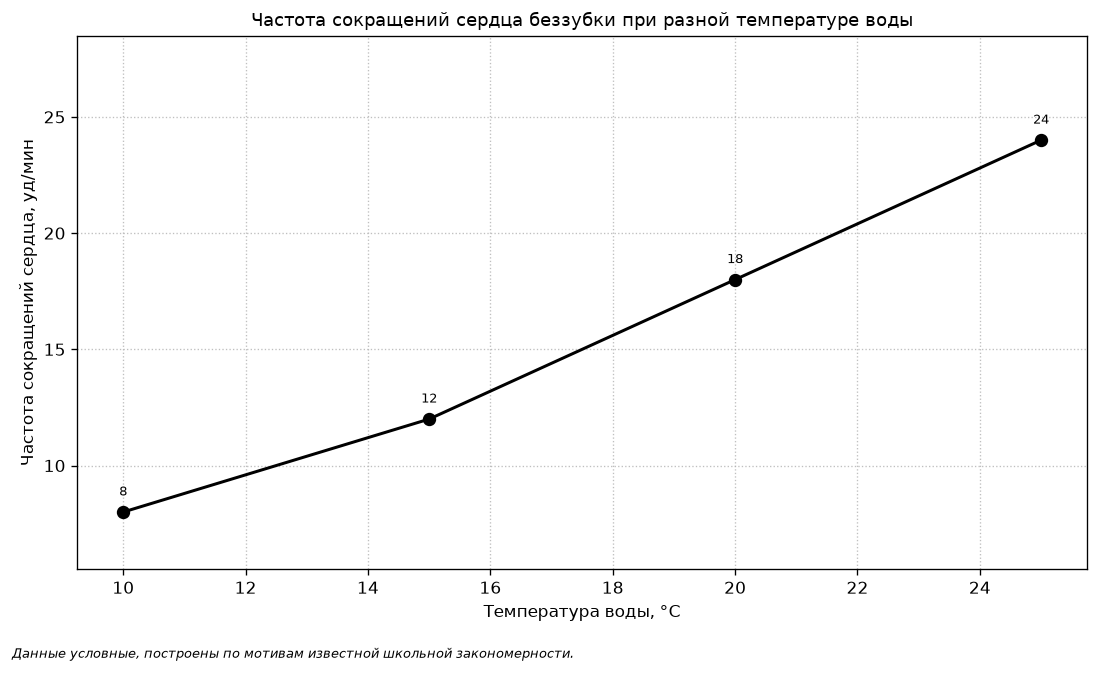 Частота сокращений сердца беззубки при разной температуре воды
Частота сокращений сердца, уд/мин
25
20
15
10
24
18
12
8
10 12 14 16 18 20 22 24
Температура воды, °C
Данные условные, построены по мотивам известной школьной закономерности.